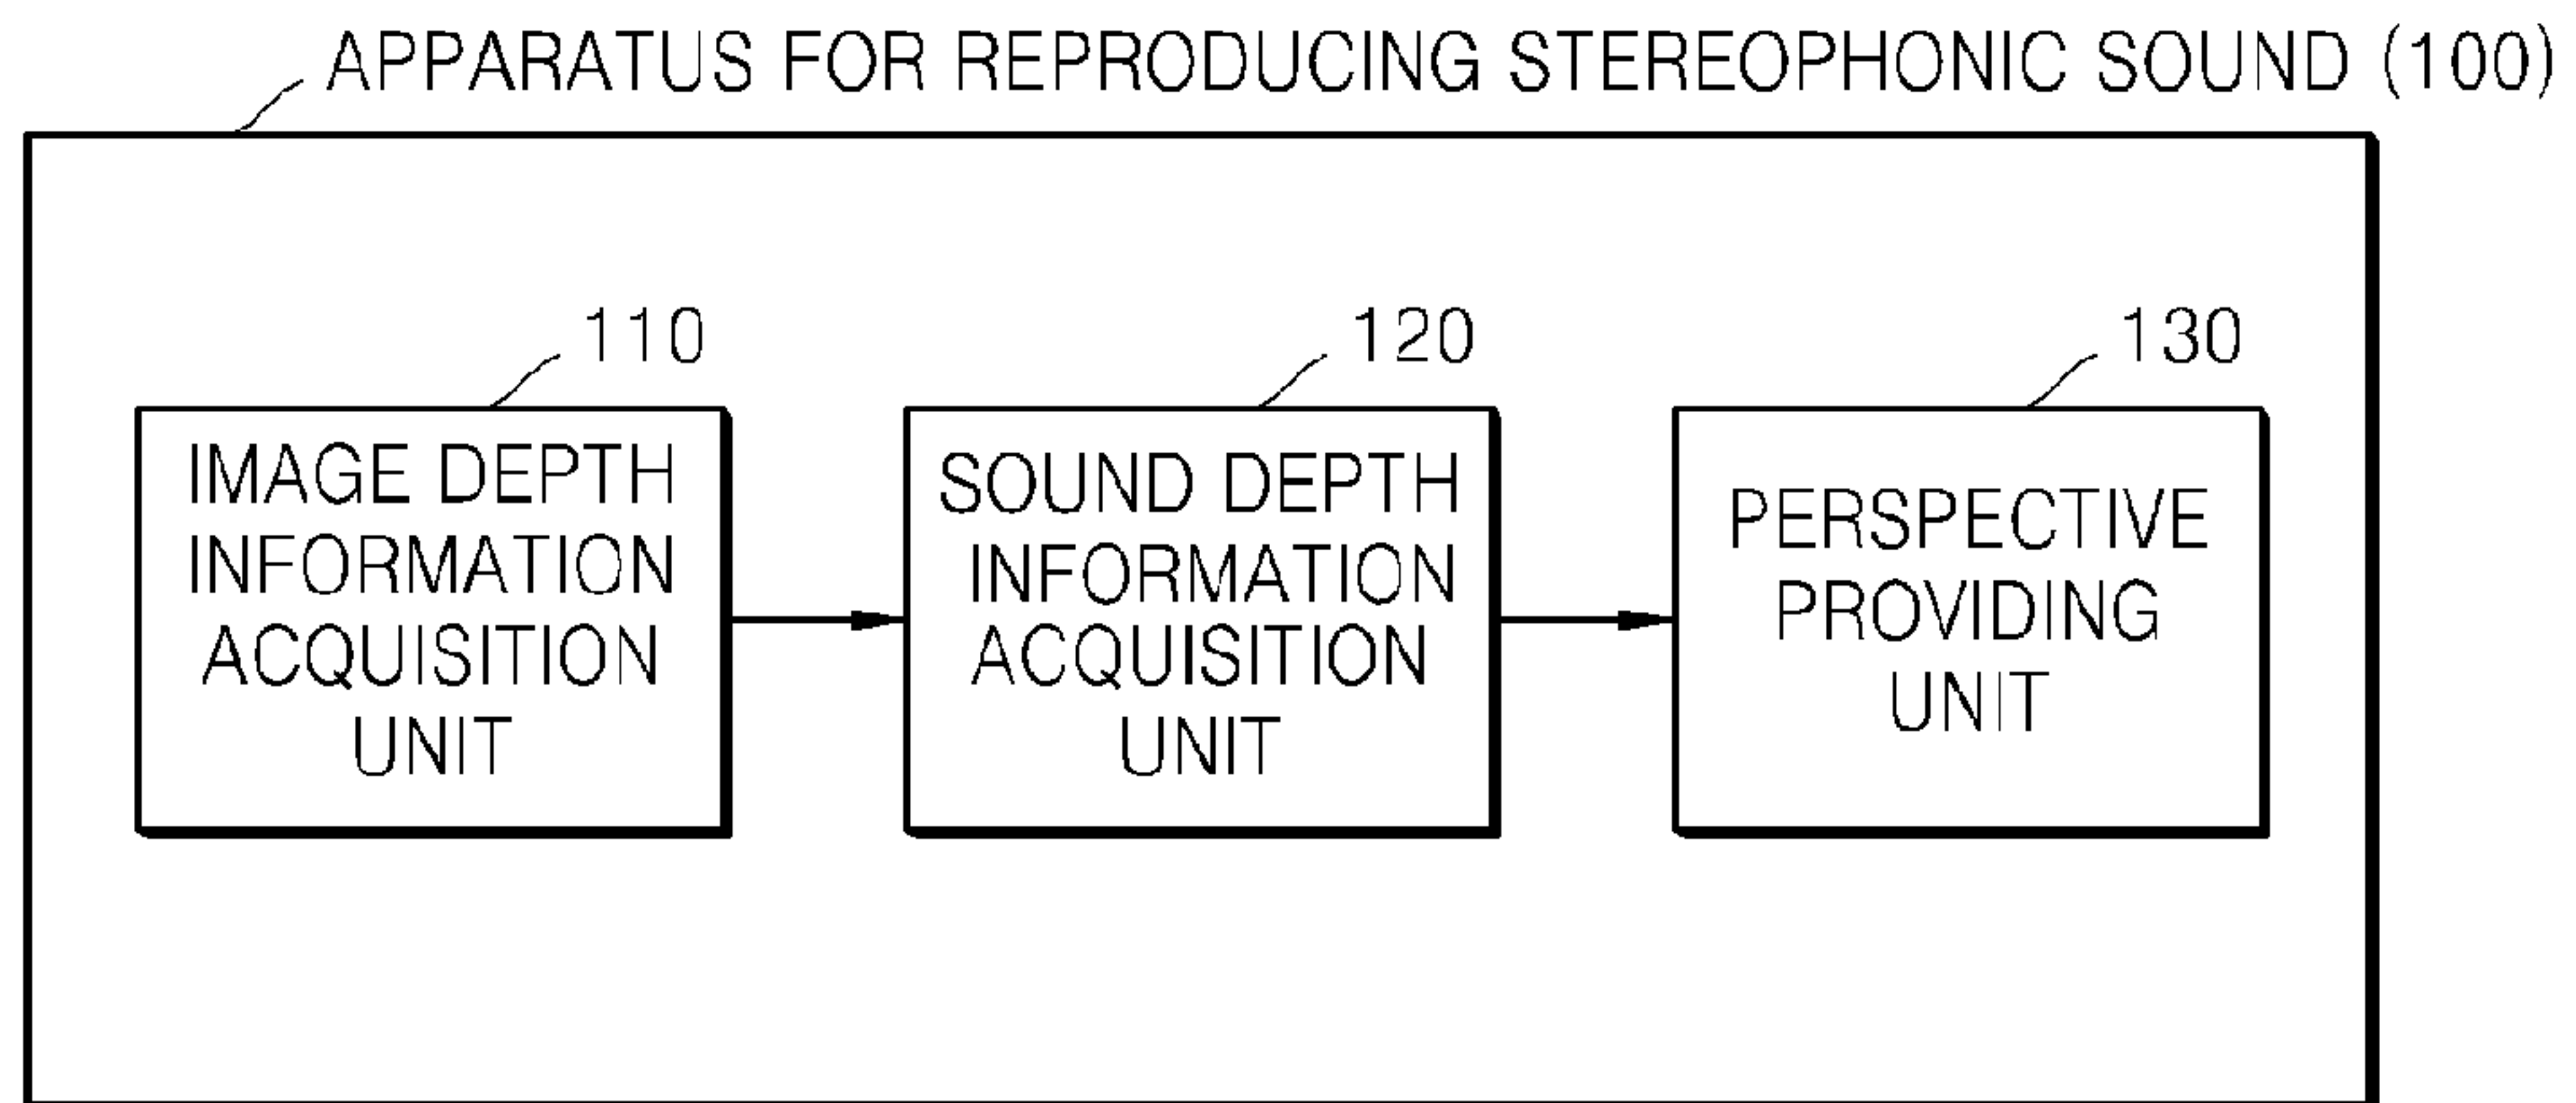 APPARATUS FOR REPRODUCING STEREOPHONIC SOUND (100)
110
IMAGE DEPTH
INFORMATION
ACQUISITION
UNIT
120
SOUND DEPTH
INFORMATION
ACQUISITION
UNIT
130
PERSPECTIVE
PROVIDING
UNIT